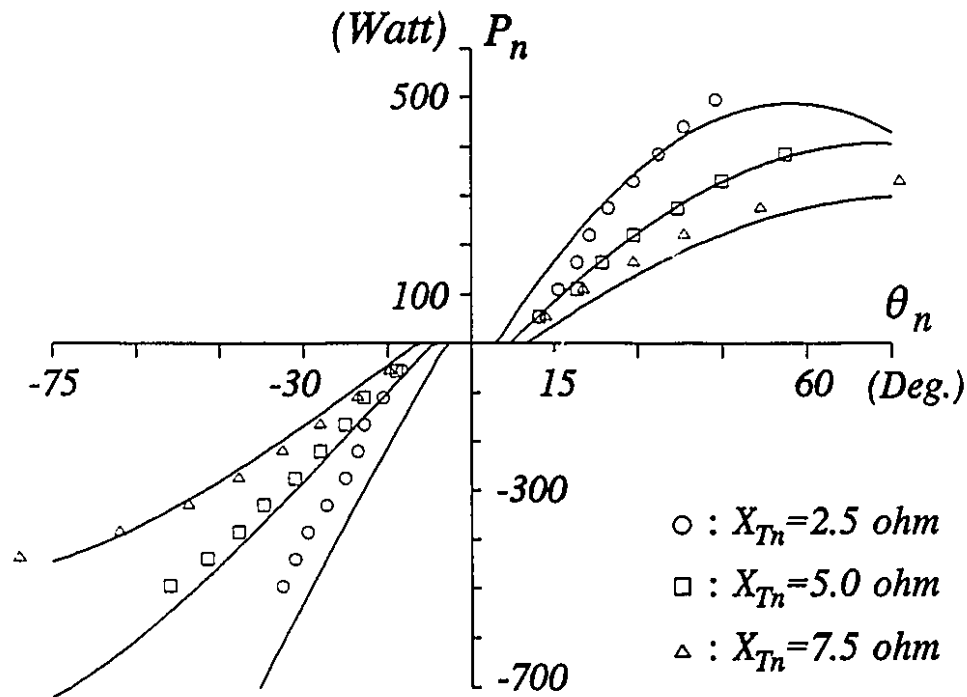 (Watt) P_n
500
100
θ_n
-75 -30 15 60 (Deg.)
-300
○ : X_Tn=2.5 ohm
□ : X_Tn=5.0 ohm
△ : X_Tn=7.5 ohm
-700